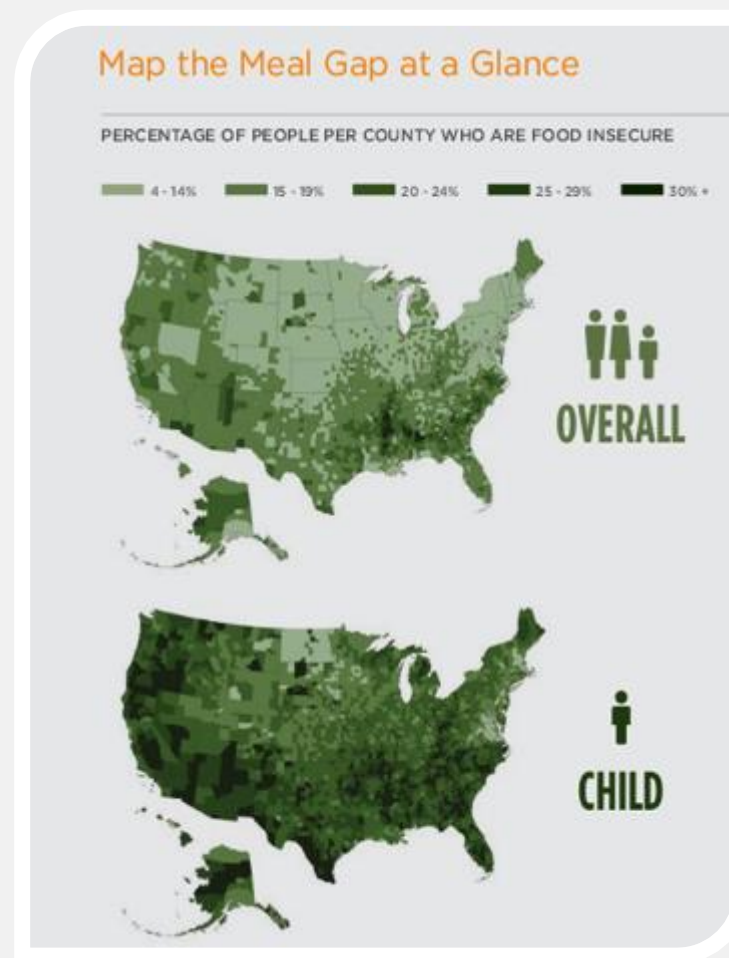 Map the Meal Gap at a Glance
PERCENTAGE OF PEOPLE PER COUNTY WHO ARE FOOD INSECURE
4 - 14% 15 - 19% 20 - 24% 25 - 29% 30% +
OVERALL
CHILD